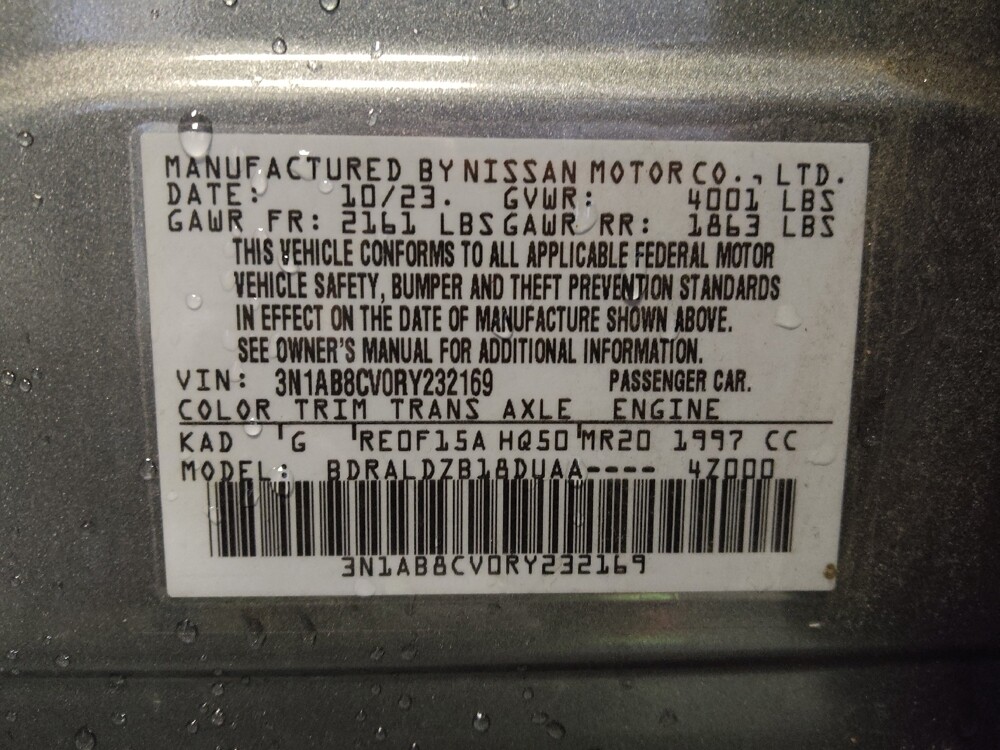 MANUFACTURED BY NISSAN MOTOR CO., LTD.
DATE: 10/23. GVWR: 4001 LBS
GAWR FR: 2161 LBS GAWR RR: 1863 LBS
THIS VEHICLE CONFORMS TO ALL APPLICABLE FEDERAL MOTOR
VEHICLE SAFETY, BUMPER AND THEFT PREVENTION STANDARDS
IN EFFECT ON THE DATE OF MANUFACTURE SHOWN ABOVE.
SEE OWNER'S MANUAL FOR ADDITIONAL INFORMATION.
VIN: 3N1AB8CV0RY232169 PASSENGER CAR.
COLOR TRIM TRANS AXLE ENGINE
KAD G RE0F15A HQ50 MR20 1997 CC
MODEL: BDRALDZB18DUAA---- 4Z000
3N1AB8CV0RY232169